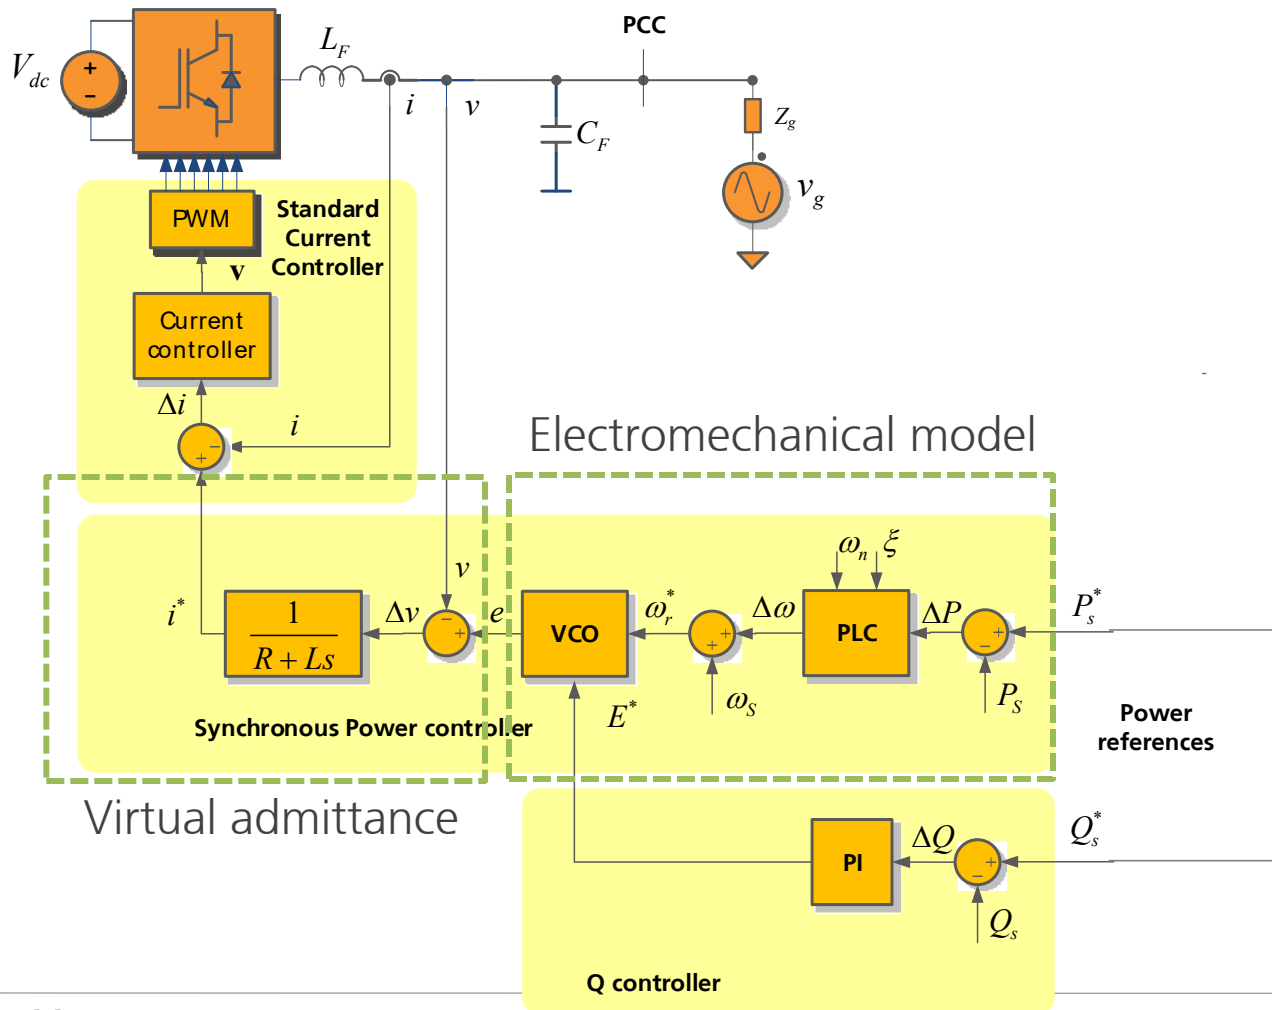 PCC
L_F
V_dc
+
−
i
v
C_F
Z_g
v_g
PWM
Standard
Current
Controller
v
Current
controller
Δi
i
−
+
Electromechanical model
ω_n ξ
v
i*
1
R + Ls
Δv
−
+
e
VCO
ω_r*
+
+
Δω
PLC
ΔP
+
−
P_s*
ω_S
P_S
E*
Synchronous Power controller
Power
references
Virtual admittance
PI
ΔQ
+
−
Q_s*
Q_s
Q controller